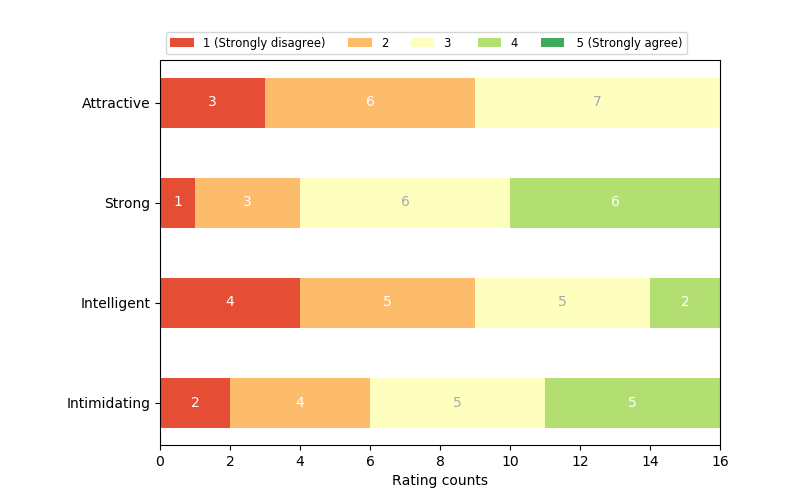 1 (Strongly disagree) 2 3 4 5 (Strongly agree)
Attractive 3 6 7
Strong 1 3 6 6
Intelligent 4 5 5 2
Intimidating 2 4 5 5
0 2 4 6 8 10 12 14 16
Rating counts